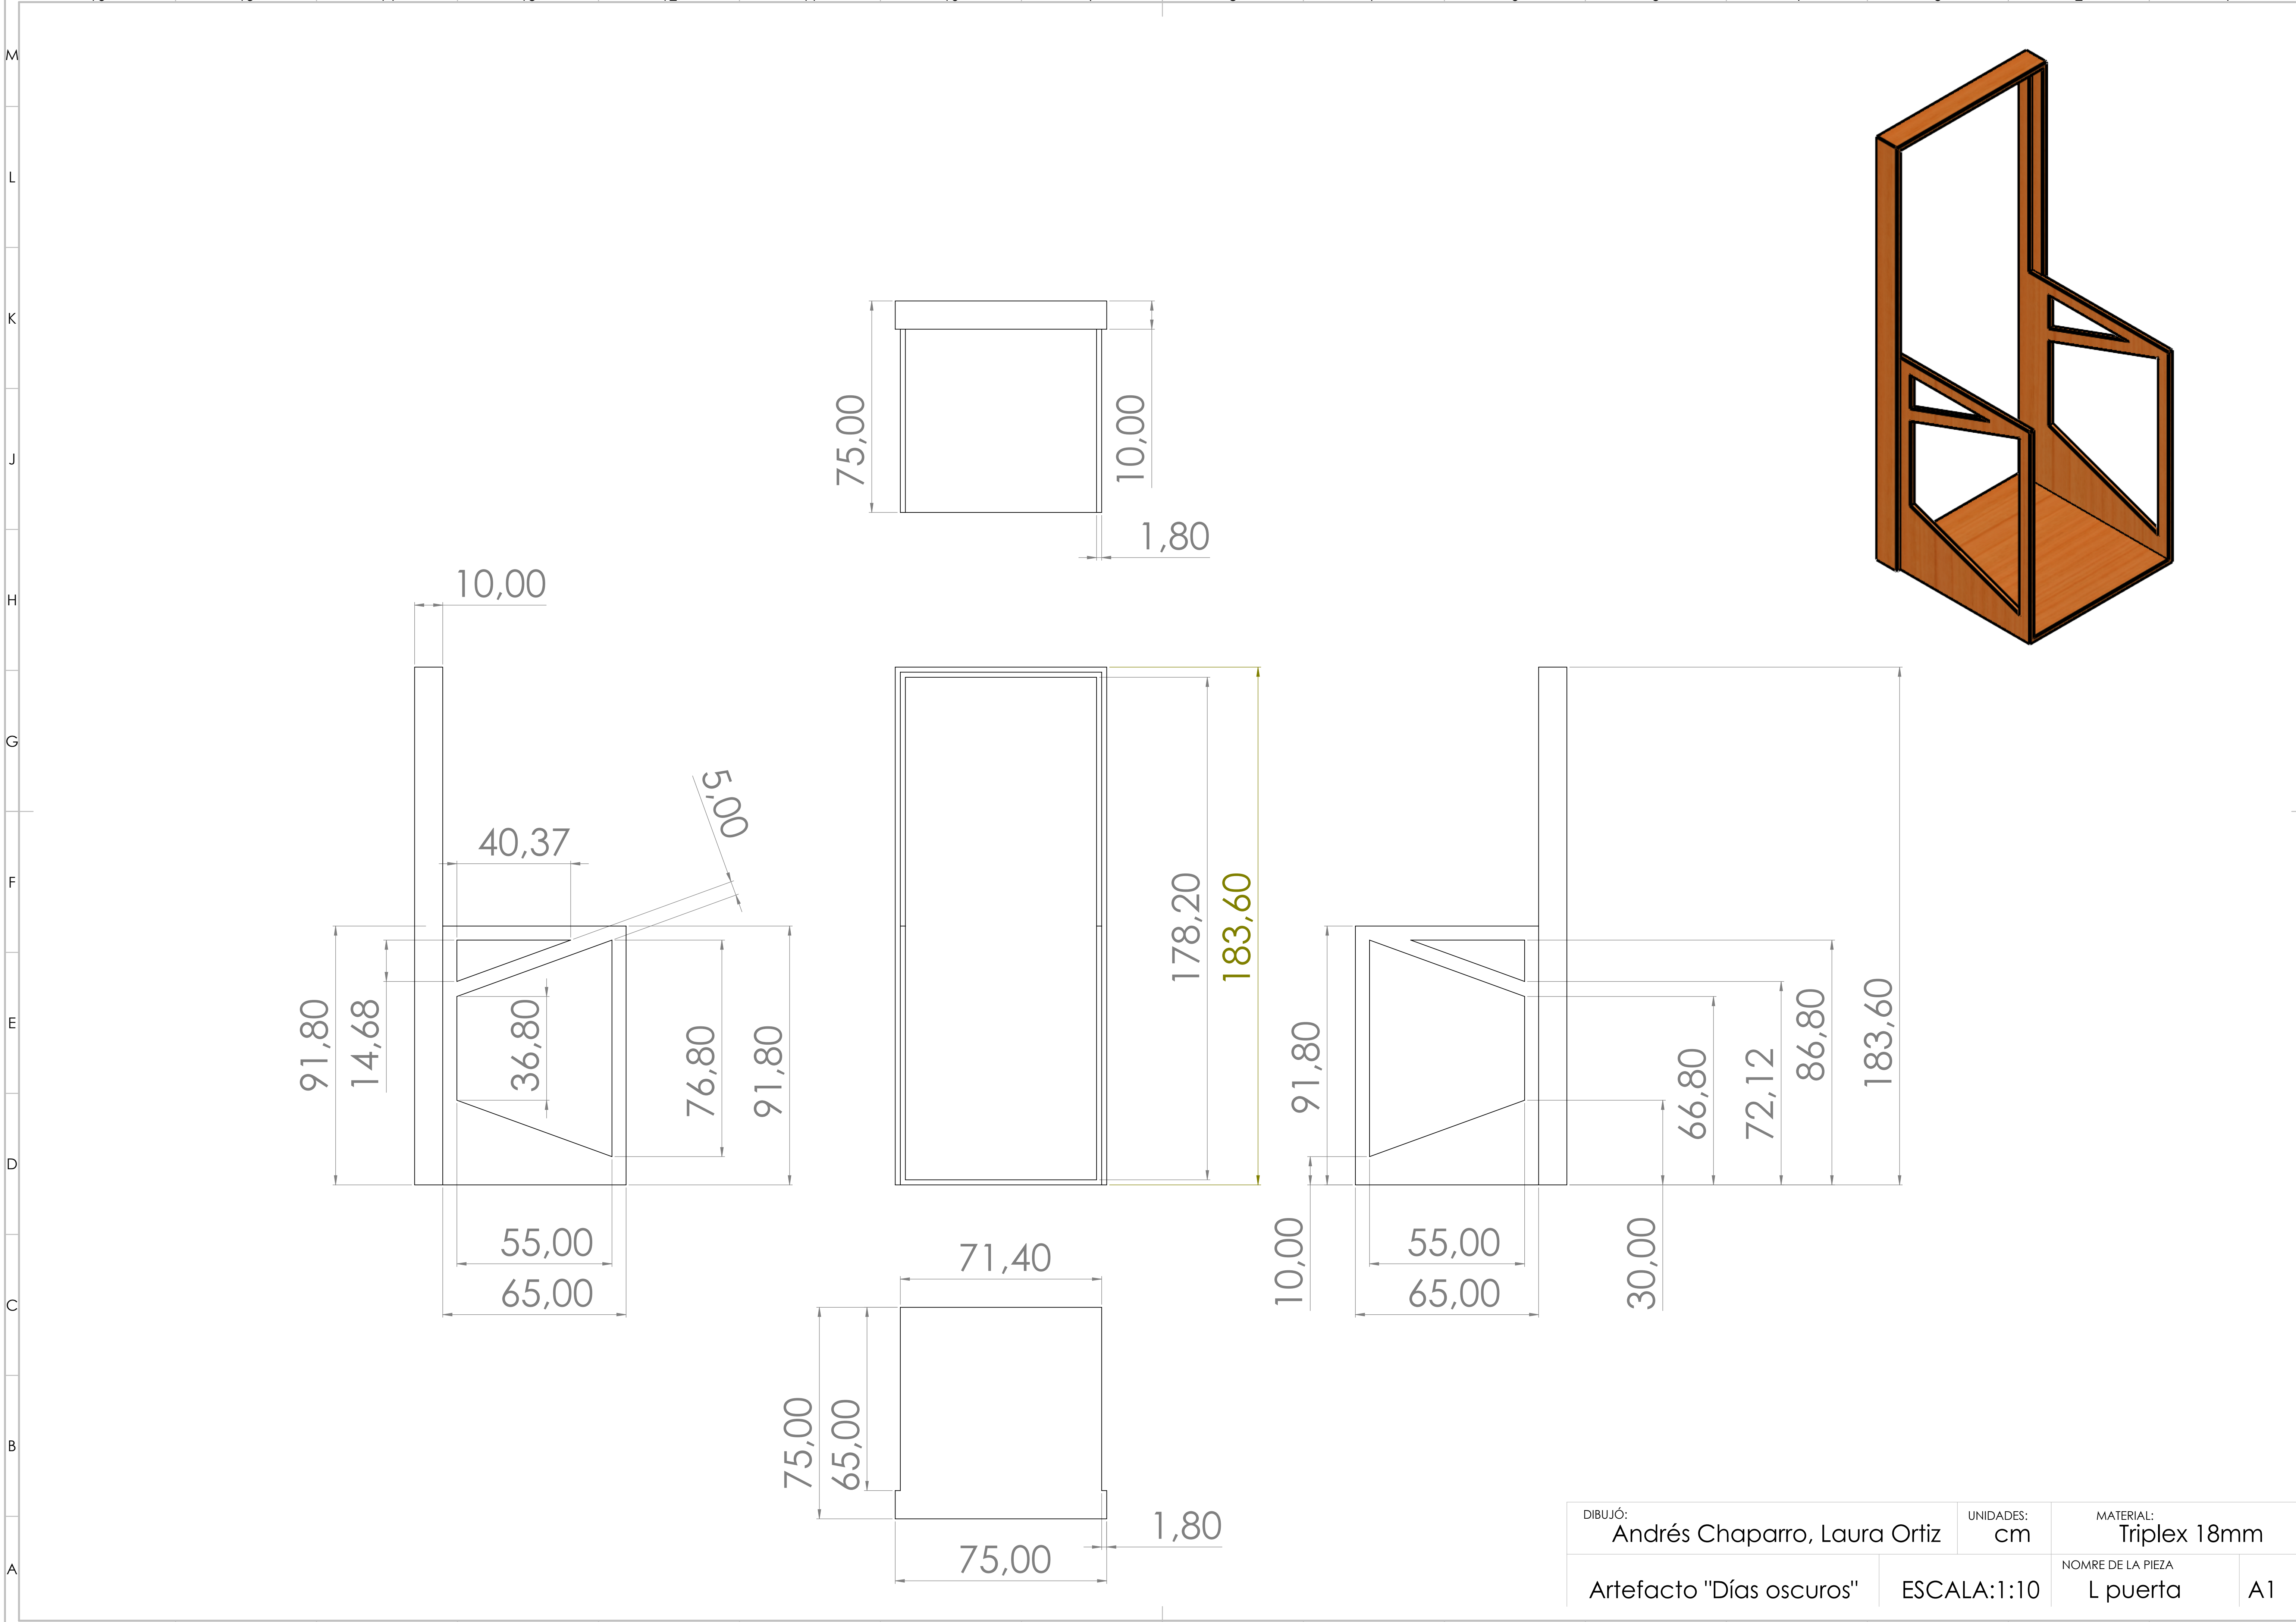 M
L
K
J
H
G
F
E
D
C
B
A
75,00
10,00
1,80
10,00
40,37
5,00
91,80
14,68
36,80
76,80
91,80
55,00
65,00
178,20
183,60
91,80
66,80
72,12
86,80
183,60
10,00
55,00
65,00
30,00
71,40
75,00
65,00
1,80
75,00
DIBUJÓ:
Andrés Chaparro, Laura Ortiz
UNIDADES:
cm
MATERIAL:
Triplex 18mm
Artefacto "Días oscuros"
ESCALA:1:10
NOMRE DE LA PIEZA
L puerta
A1